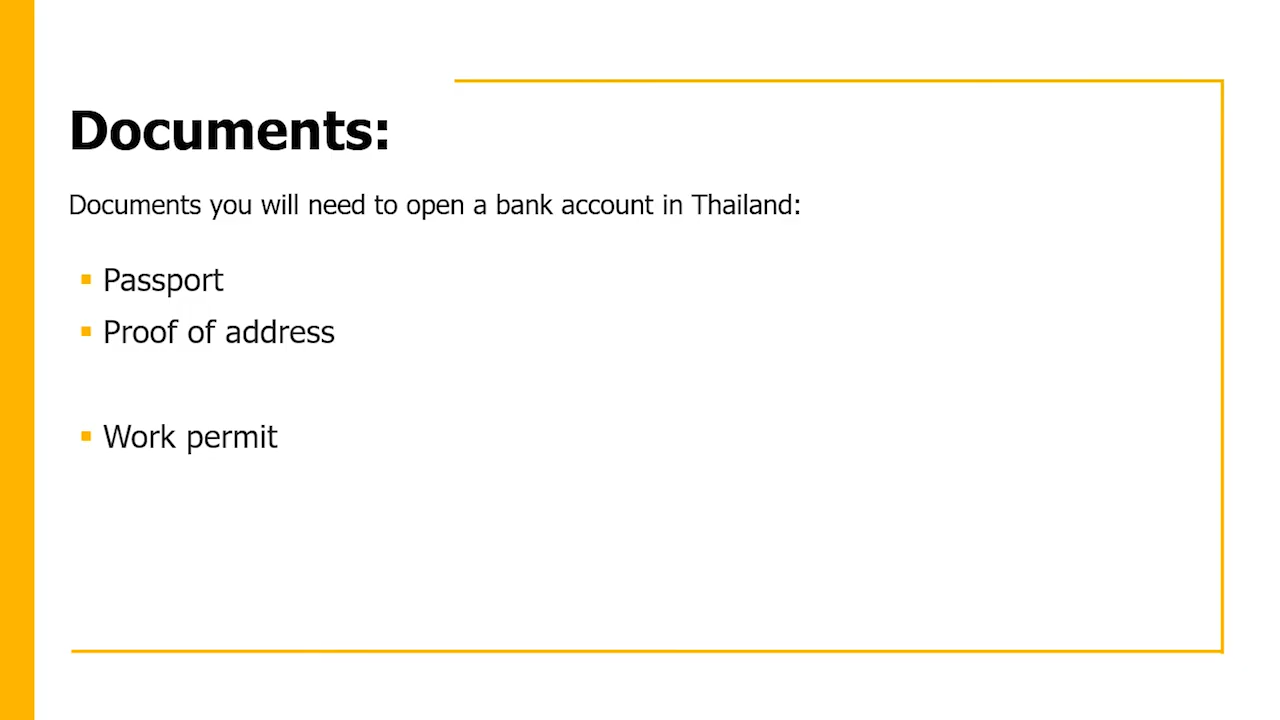 Documents:
Documents you will need to open a bank account in Thailand:
▪ Passport
▪ Proof of address
▪ Work permit